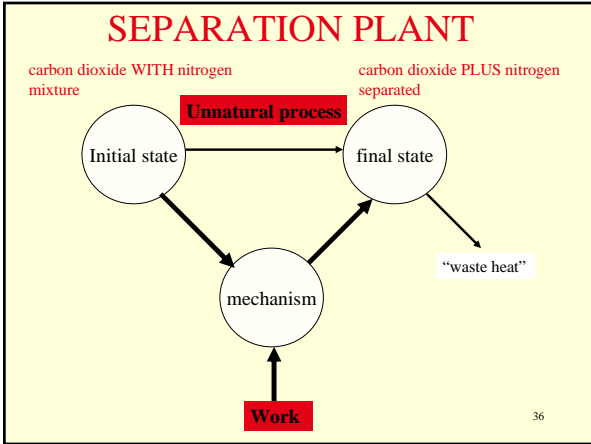 SEPARATION PLANT
carbon dioxide WITH nitrogen
mixture
carbon dioxide PLUS nitrogen
separated
Unnatural process
Initial state
final state
“waste heat”
mechanism
Work
36